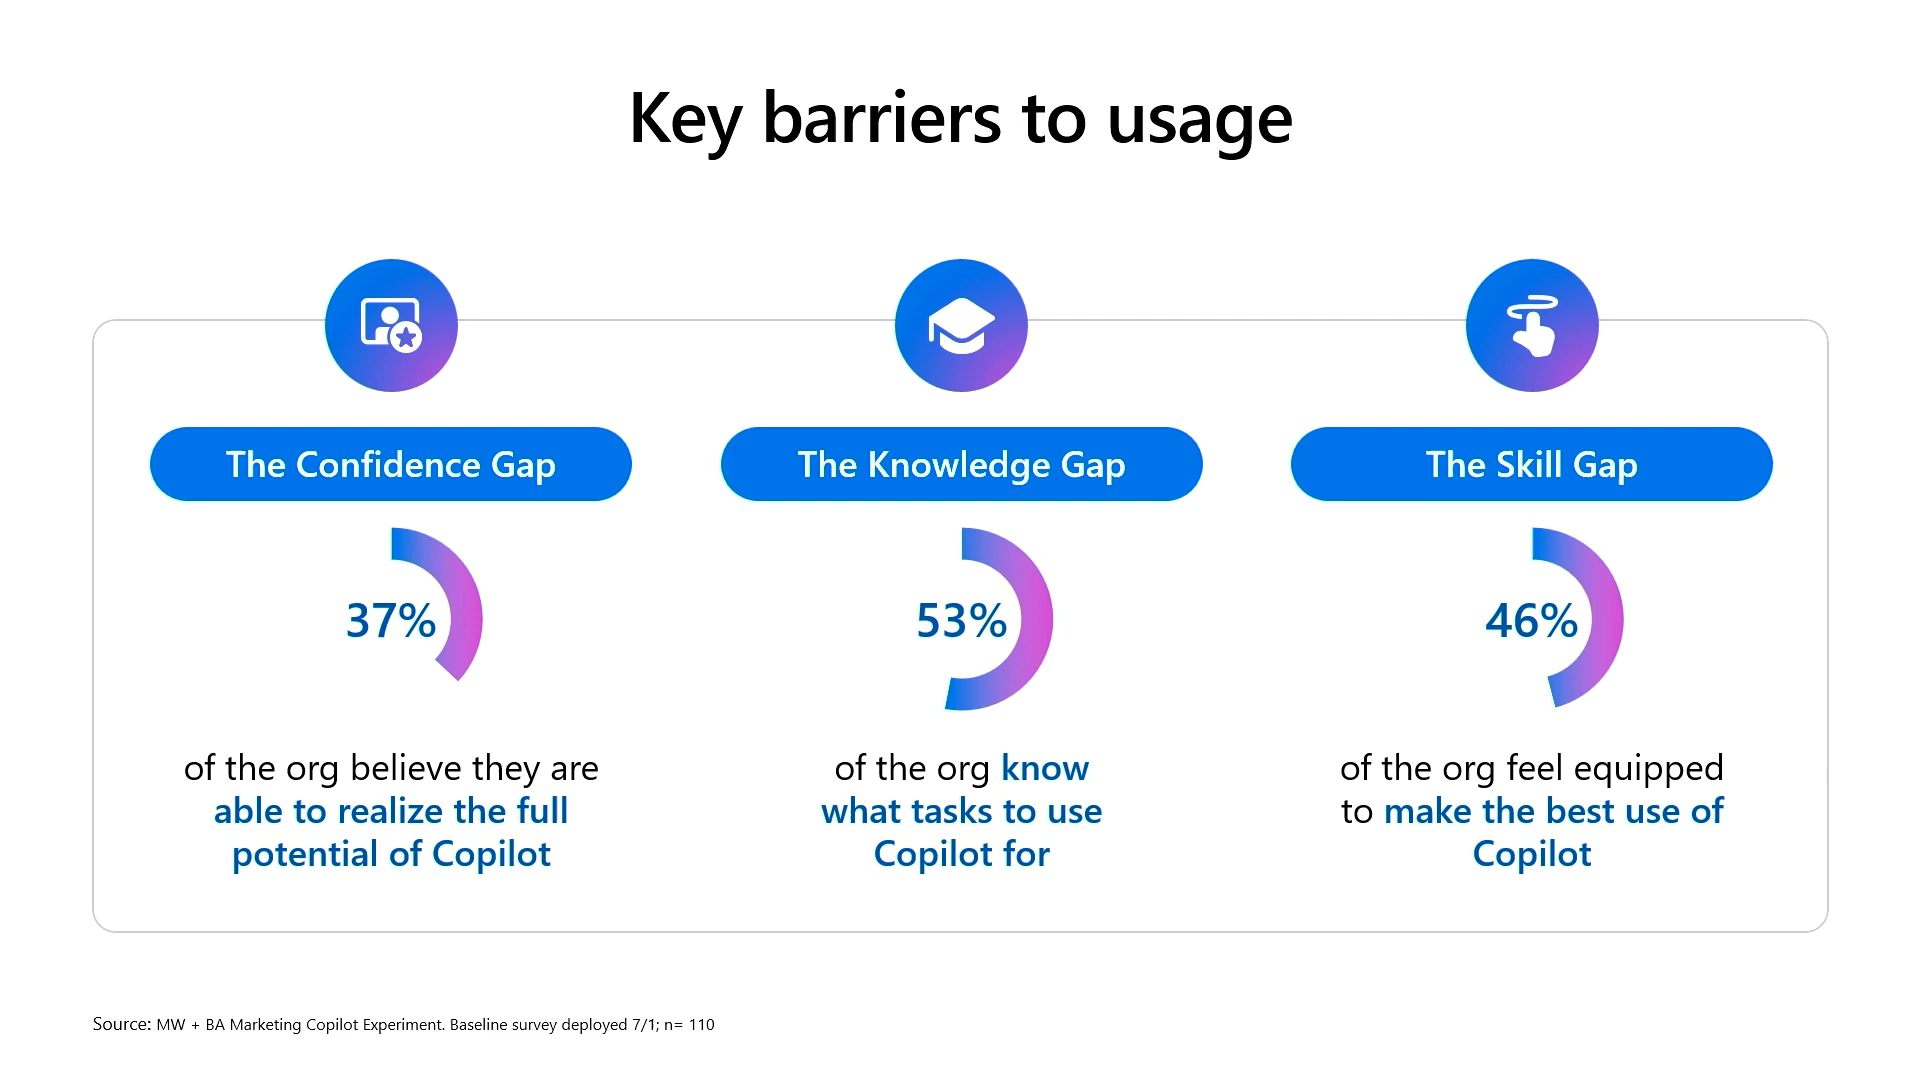 Key barriers to usage
The Confidence Gap
37%
of the org believe they are
able to realize the full
potential of Copilot
The Knowledge Gap
53%
of the org know
what tasks to use
Copilot for
The Skill Gap
46%
of the org feel equipped
to make the best use of
Copilot
Source: MW + BA Marketing Copilot Experiment. Baseline survey deployed 7/1; n= 110